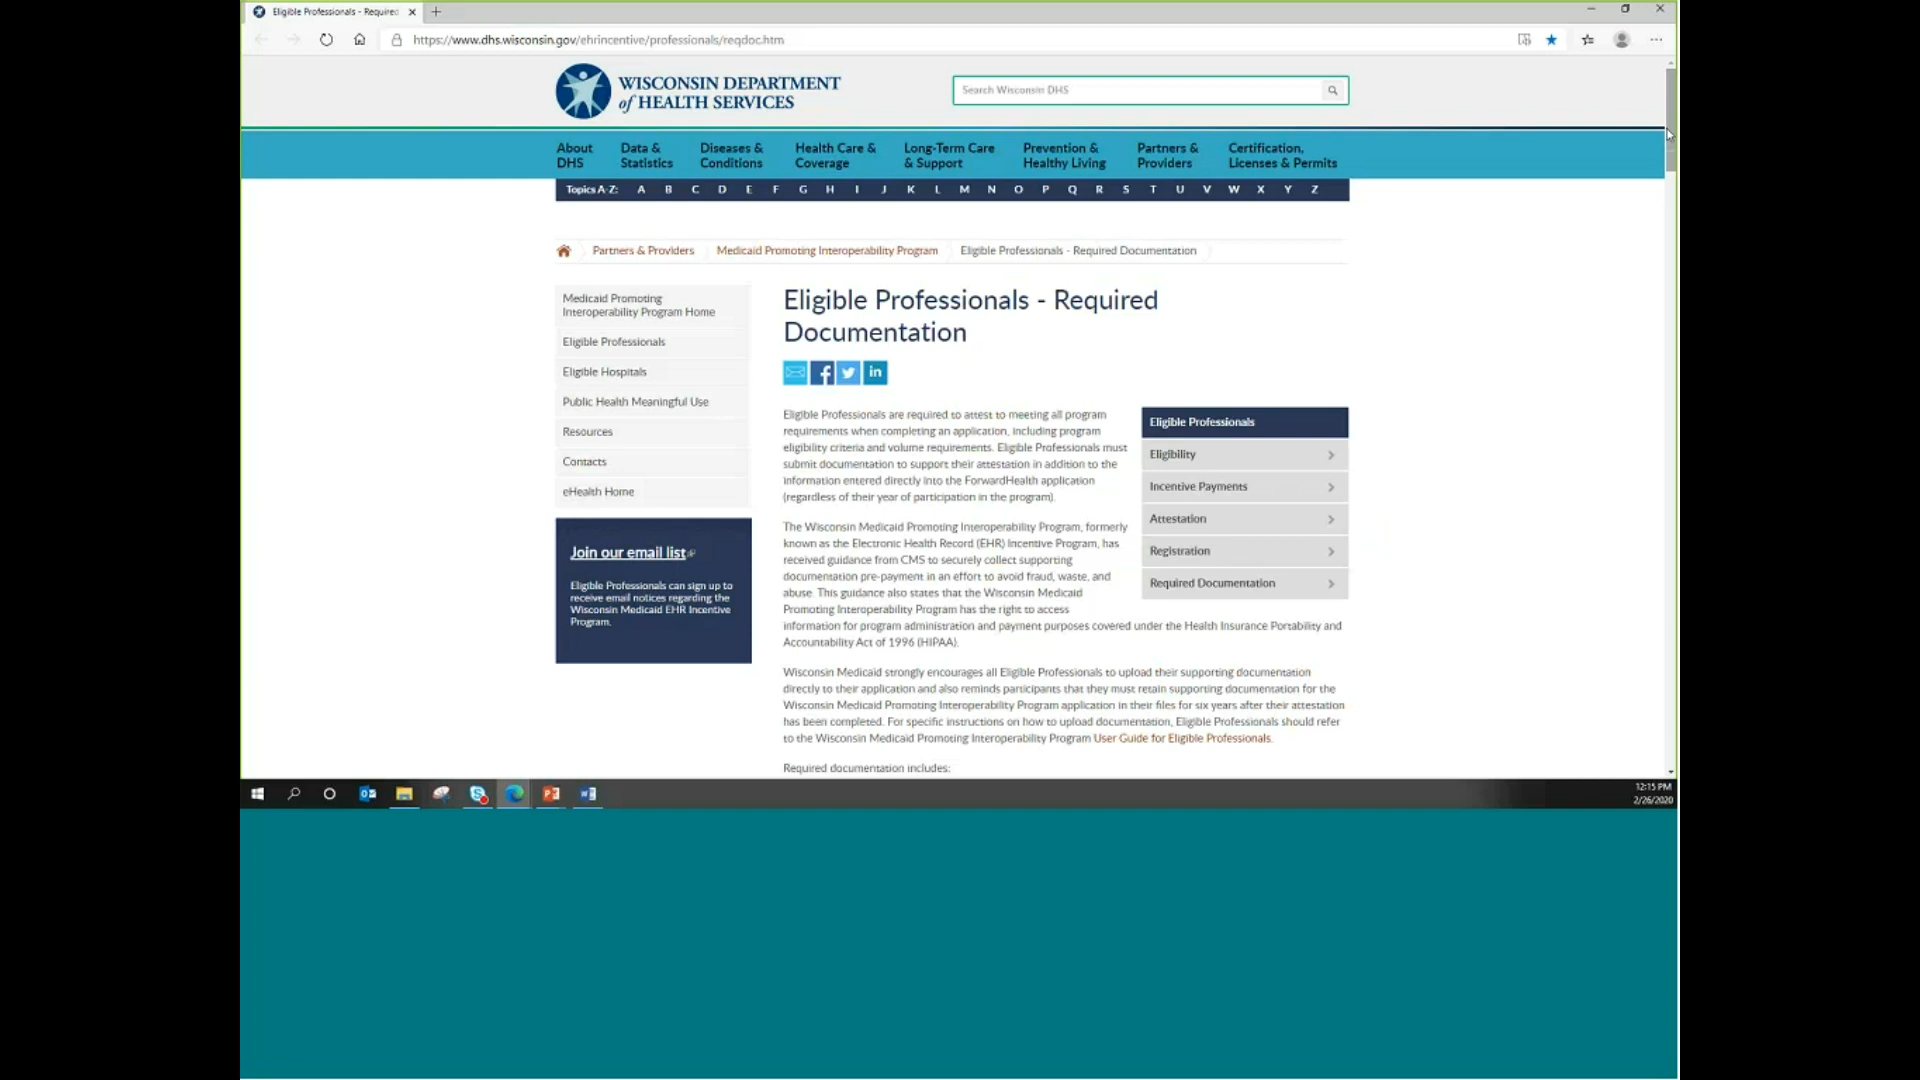 Eligible Professionals - Required
https://www.dhs.wisconsin.gov/ehrincentive/professionals/reqdoc.htm
WISCONSIN DEPARTMENT
of HEALTH SERVICES
Search Wisconsin DHS
About DHS
Data & Statistics
Diseases & Conditions
Health Care & Coverage
Long-Term Care & Support
Prevention & Healthy Living
Partners & Providers
Certification, Licenses & Permits
Topics A-Z: A B C D E F G H I J K L M N O P Q R S T U V W X Y Z
Partners & Providers Medicaid Promoting Interoperability Program Eligible Professionals - Required Documentation
Medicaid Promoting
Interoperability Program Home
Eligible Professionals
Eligible Hospitals
Public Health Meaningful Use
Resources
Contacts
eHealth Home
Join our email list
Eligible Professionals can sign up to
receive email notices regarding the
Wisconsin Medicaid EHR Incentive
Program.
Eligible Professionals - Required
Documentation
Eligible Professionals are required to attest to meeting all program
requirements when completing an application, including program
eligibility criteria and volume requirements. Eligible Professionals must
submit documentation to support their attestation in addition to the
information entered directly into the ForwardHealth application
(regardless of their year of participation in the program).
The Wisconsin Medicaid Promoting Interoperability Program, formerly
known as the Electronic Health Record (EHR) Incentive Program, has
received guidance from CMS to securely collect supporting
documentation pre-payment in an effort to avoid fraud, waste, and
abuse. This guidance also states that the Wisconsin Medicaid
Promoting Interoperability Program has the right to access
information for program administration and payment purposes covered under the Health Insurance Portability and
Accountability Act of 1996 (HIPAA).
Wisconsin Medicaid strongly encourages all Eligible Professionals to upload their supporting documentation
directly to their application and also reminds participants that they must retain supporting documentation for the
Wisconsin Medicaid Promoting Interoperability Program application in their files for six years after their attestation
has been completed. For specific instructions on how to upload documentation, Eligible Professionals should refer
to the Wisconsin Medicaid Promoting Interoperability Program User Guide for Eligible Professionals.
Required documentation includes:
Eligible Professionals
Eligibility
Incentive Payments
Attestation
Registration
Required Documentation
12:15 PM
2/26/2020